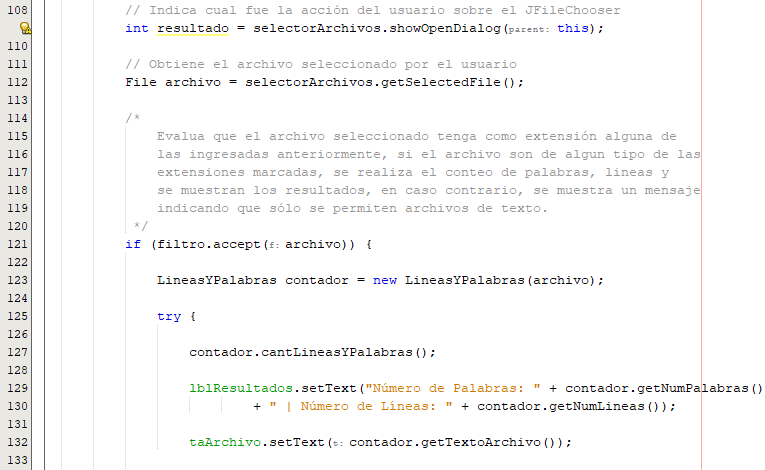 108 // Indica cual fue la acción del usuario sobre el JFileChooser
int resultado = selectorArchivos.showOpenDialog(parent: this);
110
111 // Obtiene el archivo seleccionado por el usuario
112 File archivo = selectorArchivos.getSelectedFile();
113
114 /*
115 Evalua que el archivo seleccionado tenga como extensión alguna de
116 las ingresadas anteriormente, si el archivo son de algun tipo de las
117 extensiones marcadas, se realiza el conteo de palabras, lineas y
118 se muestran los resultados, en caso contrario, se muestra un mensaje
119 indicando que sólo se permiten archivos de texto.
120 */
121 if (filtro.accept(f: archivo)) {
122
123 LineasYPalabras contador = new LineasYPalabras(archivo);
124
125 try {
126
127 contador.cantLineasYPalabras();
128
129 lblResultados.setText("Número de Palabras: " + contador.getNumPalabras()
130 + " | Número de Líneas: " + contador.getNumLineas());
131
132 taArchivo.setText(t: contador.getTextoArchivo());
133